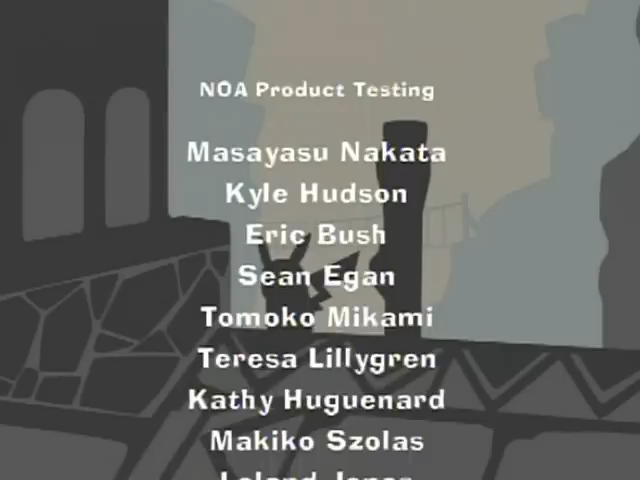 NOA Product Testing
Masayasu Nakata
Kyle Hudson
Eric Bush
Sean Egan
Tomoko Mikami
Teresa Lillygren
Kathy Huguenard
Makiko Szolas